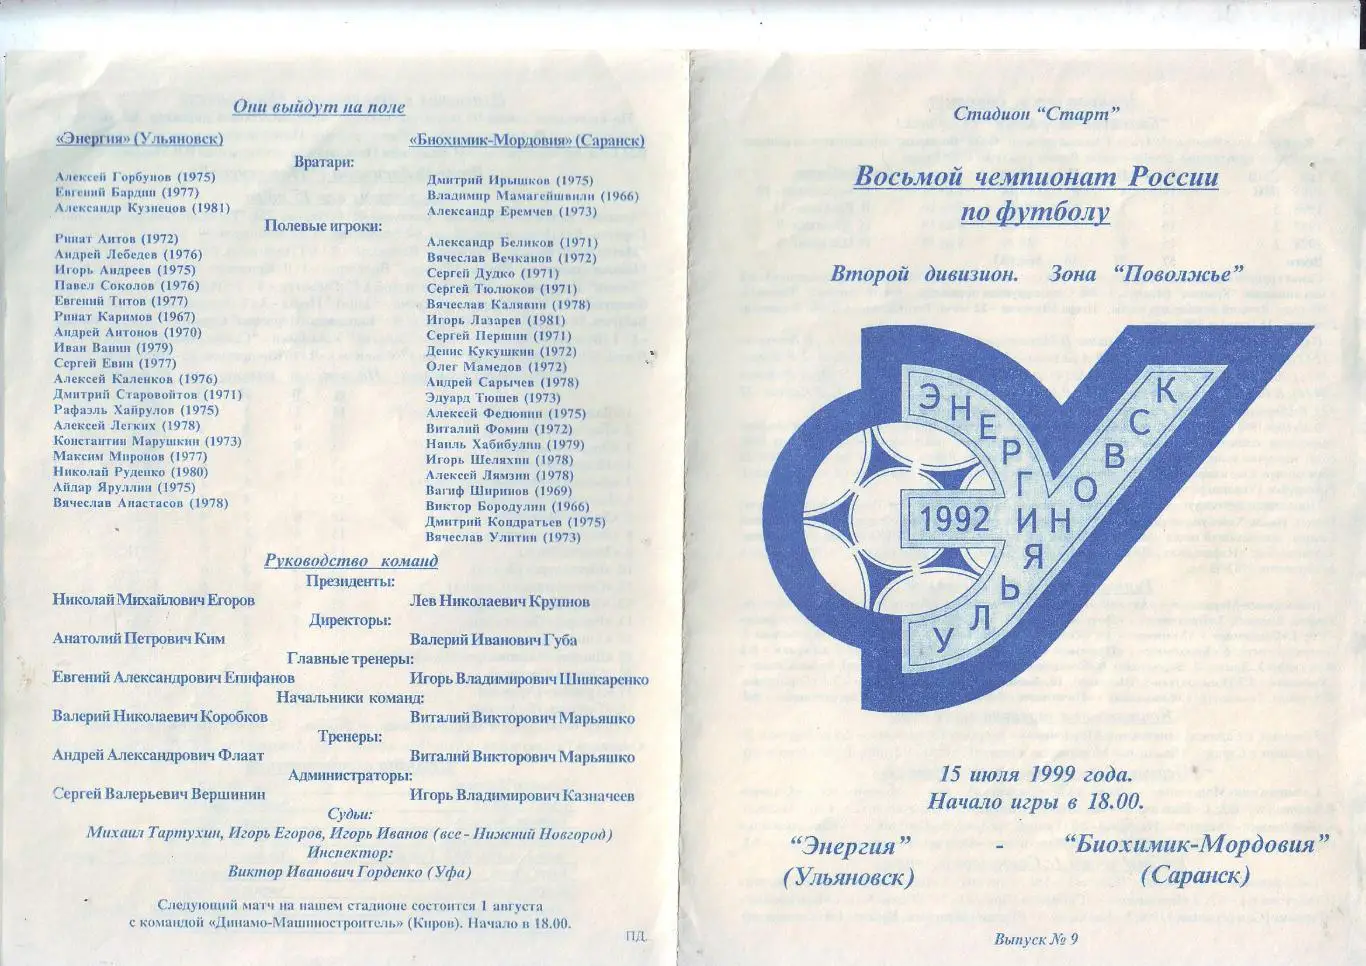 Они выйдут на поле
«Энергия» (Ульяновск)
«Биохимик-Мордовия» (Саранск)
Вратари:
Алексей Горбунов (1975)
Евгений Бардин (1977)
Александр Кузнецов (1981)
Дмитрий Ирышков (1975)
Владимир Мамагейшвили (1966)
Александр Еремчев (1973)
Полевые игроки:
Ринат Аитов (1972)
Андрей Лебедев (1976)
Игорь Андреев (1975)
Павел Соколов (1976)
Евгений Титов (1977)
Ринат Каримов (1967)
Андрей Антонов (1970)
Иван Ванин (1979)
Сергей Евин (1977)
Алексей Каленков (1976)
Дмитрий Старовойтов (1971)
Рафаэль Хайрулов (1975)
Алексей Легких (1978)
Константин Марушкин (1973)
Максим Миронов (1977)
Николай Руденко (1980)
Айдар Яруллин (1975)
Вячеслав Анастасов (1978)
Александр Беликов (1971)
Вячеслав Вечканов (1972)
Сергей Дудко (1971)
Сергей Тюлюков (1971)
Вячеслав Калявин (1978)
Игорь Лазарев (1981)
Сергей Першин (1971)
Денис Кукушкин (1972)
Олег Мамедов (1972)
Андрей Сарычев (1978)
Эдуард Тюшев (1973)
Алексей Федюнин (1975)
Виталий Фомин (1972)
Наиль Хабибулин (1979)
Игорь Шеляхин (1978)
Алексей Лямзин (1978)
Вагиф Ширинов (1969)
Виктор Бородулин (1966)
Дмитрий Кондратьев (1975)
Вячеслав Улитин (1973)
Руководство команд
Президенты:
Николай Михайлович Егоров
Лев Николаевич Крупнов
Директоры:
Анатолий Петрович Ким
Валерий Иванович Губа
Главные тренеры:
Евгений Александрович Епифанов
Игорь Владимирович Шинкаренко
Начальники команд:
Валерий Николаевич Коробков
Виталий Викторович Марьяшко
Тренеры:
Андрей Александрович Флаат
Виталий Викторович Марьяшко
Администраторы:
Сергей Валерьевич Вершинин
Игорь Владимирович Казначеев
Судьи:
Михаил Тартухин, Игорь Егоров, Игорь Иванов (все - Нижний Новгород)
Инспектор:
Виктор Иванович Горденко (Уфа)
Следующий матч на нашем стадионе состоится 1 августа
с командой «Динамо-Машиностроитель» (Киров). Начало в 18.00.
ПД.
Стадион “Старт”
Восьмой чемпионат России
по футболу
Второй дивизион. Зона “Поволжье”
ЭНЕРГИЯ
1992
УЛЬЯНОВСК
15 июля 1999 года.
Начало игры в 18.00.
“Энергия” - “Биохимик-Мордовия”
(Ульяновск) (Саранск)
Выпуск № 9